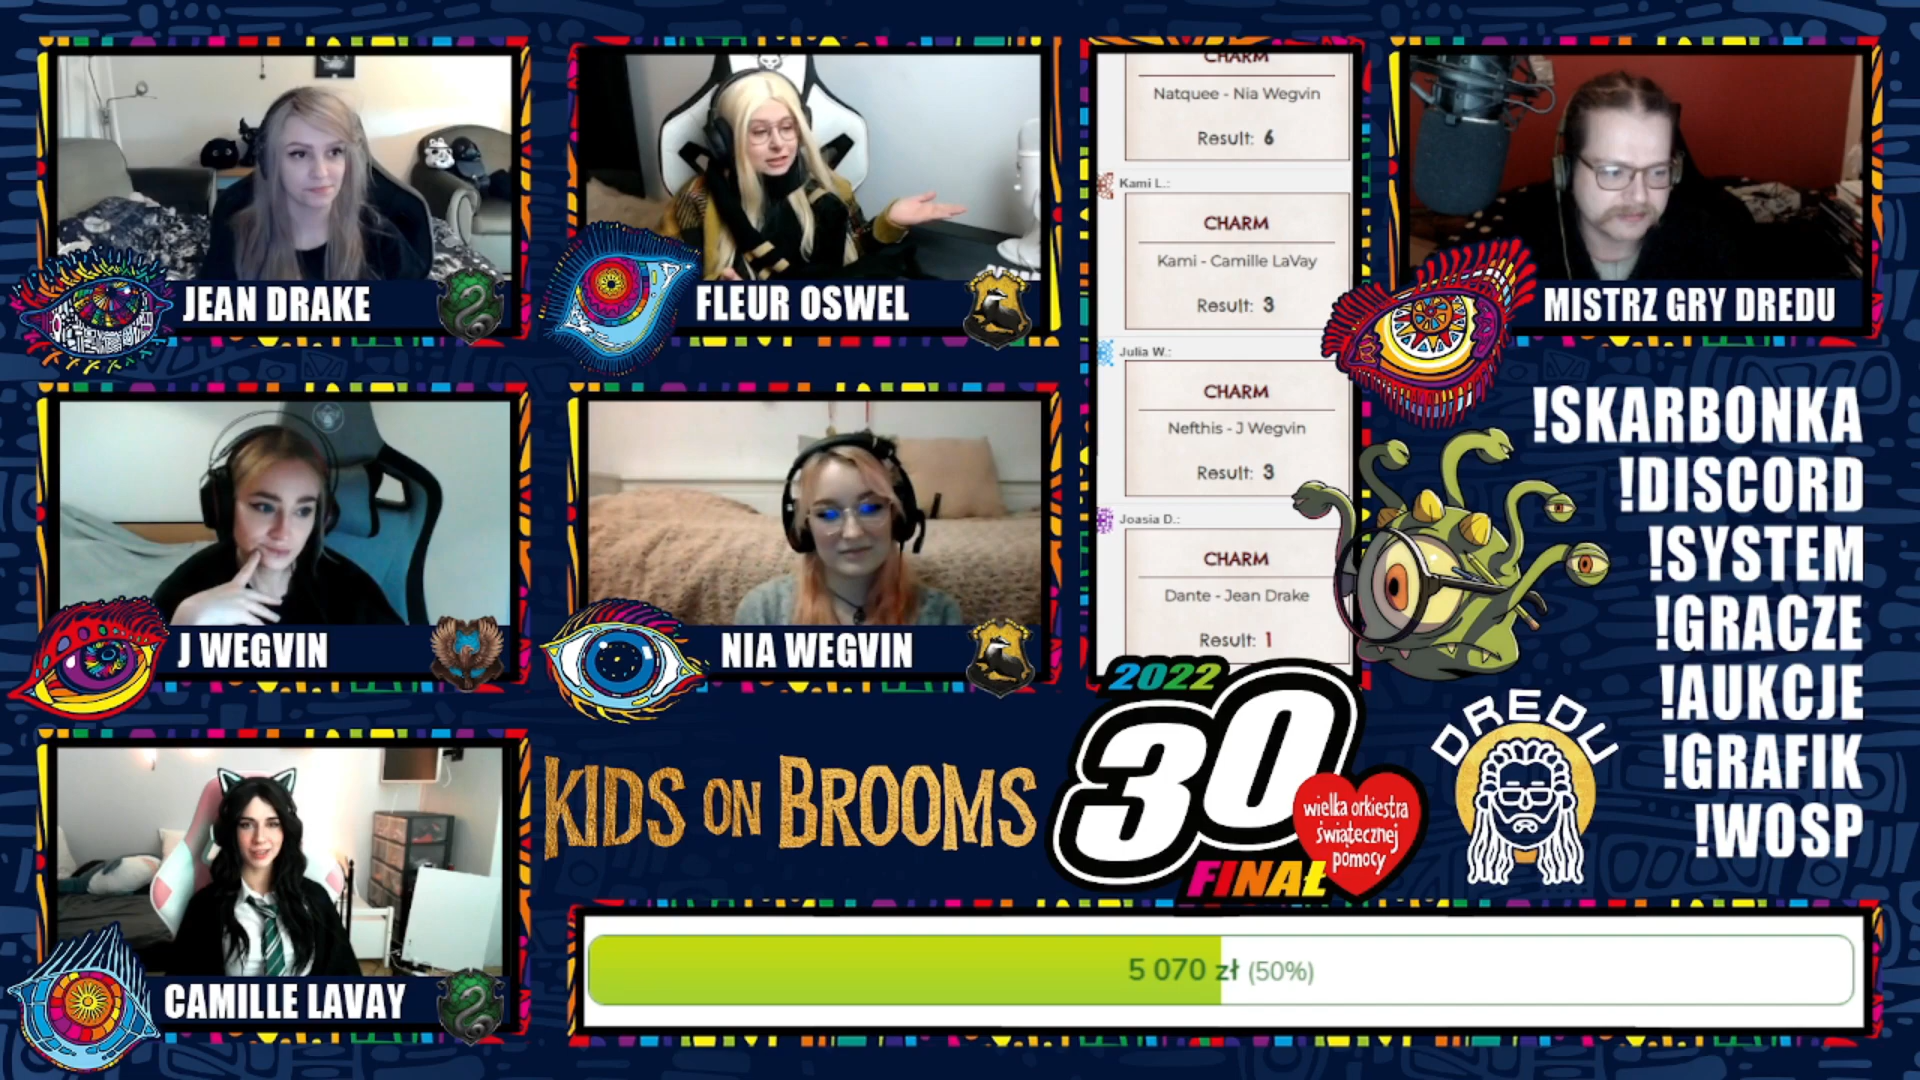 JEAN DRAKE
FLEUR OSWEL
CHARM
Natquee - Nia Wegvin
Result: 6
Kami L.:
CHARM
Kami - Camille LaVay
Result: 3
Julia W.:
CHARM
Nefthis - J Wegvin
Result: 3
Joasia D.:
CHARM
Dante - Jean Drake
Result: 1
MISTRZ GRY DREDU
J WEGVIN
NIA WEGVIN
!SKARBONKA
!DISCORD
!SYSTEM
!GRACZE
!AUKCJE
!GRAFIK
!WOSP
CAMILLE LAVAY
KIDS ON BROOMS
2022
30
FINAŁ
wielka orkiestra
świątecznej
pomocy
DREDU
5 070 zł (50%)